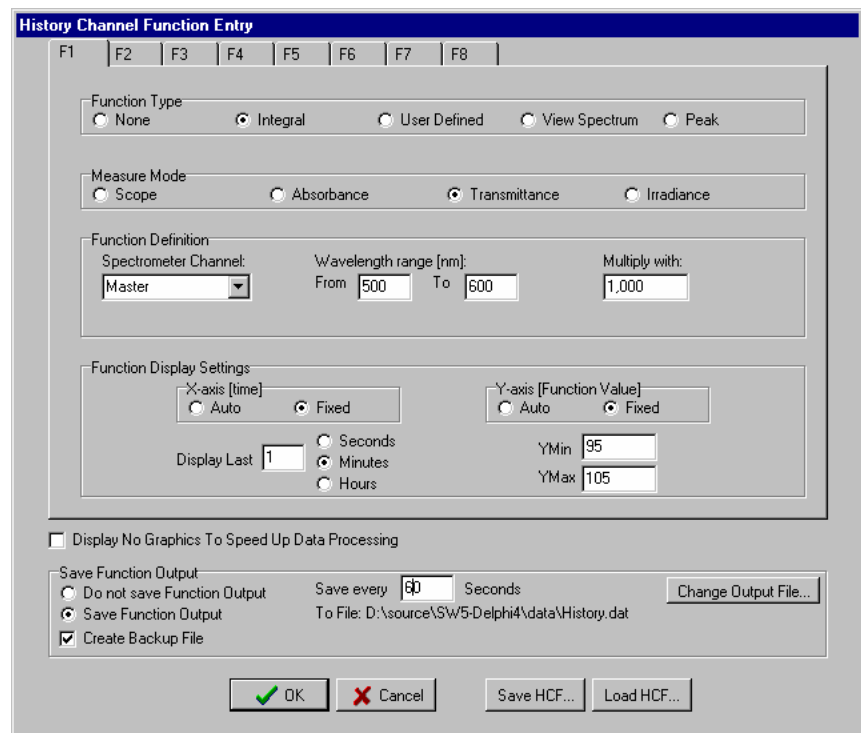 History Channel Function Entry
F1 F2 F3 F4 F5 F6 F7 F8
Function Type
None Integral User Defined View Spectrum Peak
Measure Mode
Scope Absorbance Transmittance Irradiance
Function Definition
Spectrometer Channel: Wavelength range [nm]: Multiply with:
Master From 500 To 600 1,000
Function Display Settings
X-axis [time] Y-axis [Function Value]
Auto Fixed Auto Fixed
Seconds YMin 95
Display Last 1 Minutes
Hours YMax 105
Display No Graphics To Speed Up Data Processing
Save Function Output
Do not save Function Output Save every 60 Seconds Change Output File...
Save Function Output To File: D:\source\SW5-Delphi4\data\History.dat
Create Backup File
OK Cancel Save HCF... Load HCF...